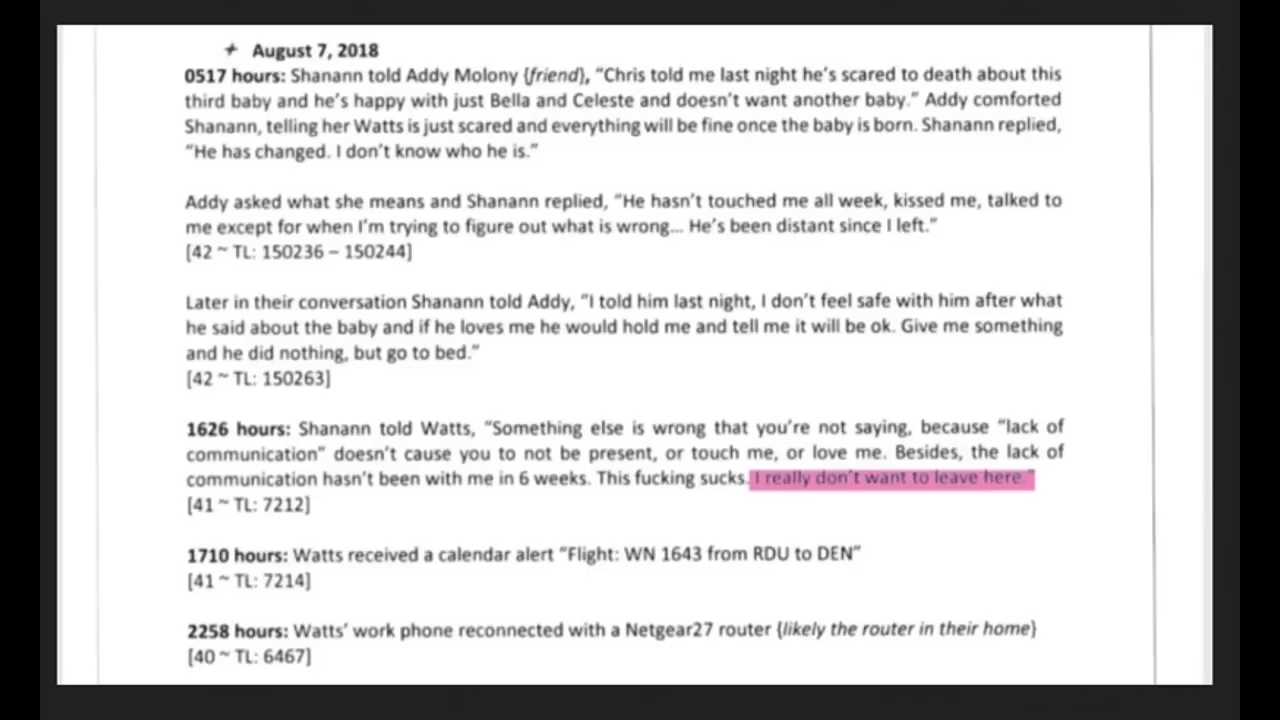 + August 7, 2018
0517 hours: Shanann told Addy Molony {friend}, “Chris told me last night he’s scared to death about this
third baby and he’s happy with just Bella and Celeste and doesn’t want another baby.” Addy comforted
Shanann, telling her Watts is just scared and everything will be fine once the baby is born. Shanann replied,
“He has changed. I don’t know who he is.”
Addy asked what she means and Shanann replied, “He hasn’t touched me all week, kissed me, talked to
me except for when I’m trying to figure out what is wrong... He’s been distant since I left.”
[42 ~ TL: 150236 – 150244]
Later in their conversation Shanann told Addy, “I told him last night, I don’t feel safe with him after what
he said about the baby and if he loves me he would hold me and tell me it will be ok. Give me something
and he did nothing, but go to bed.”
[42 ~ TL: 150263]
1626 hours: Shanann told Watts, “Something else is wrong that you’re not saying, because “lack of
communication” doesn’t cause you to not be present, or touch me, or love me. Besides, the lack of
communication hasn’t been with me in 6 weeks. This fucking sucks. I really don’t want to leave here.”
[41 ~ TL: 7212]
1710 hours: Watts received a calendar alert “Flight: WN 1643 from RDU to DEN”
[41 ~ TL: 7214]
2258 hours: Watts’ work phone reconnected with a Netgear27 router {likely the router in their home}
[40 ~ TL: 6467]